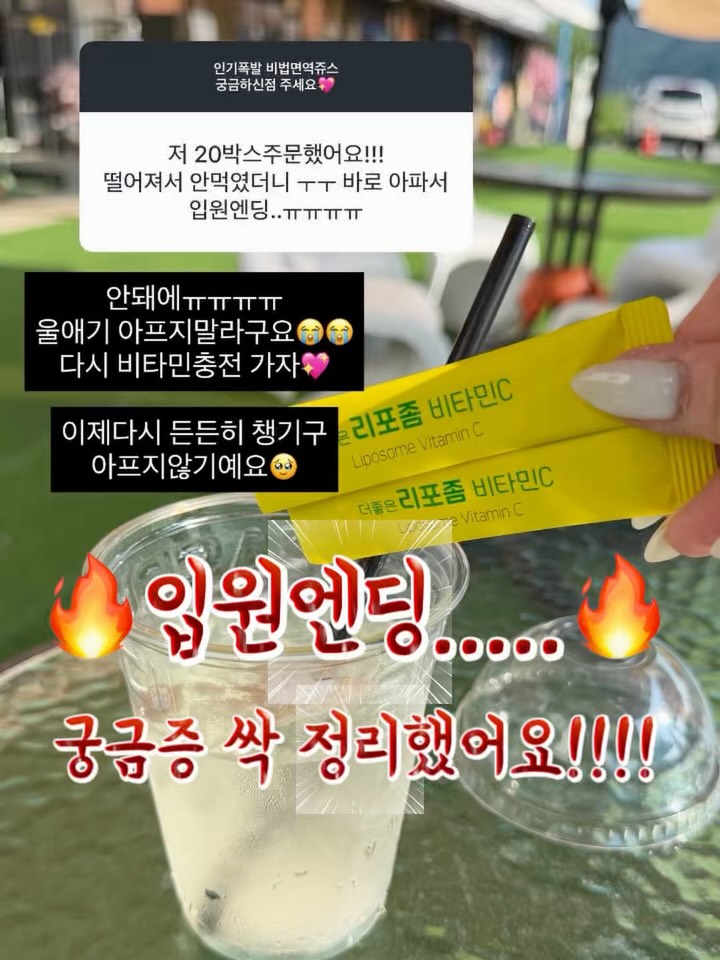 인기폭발 비법면역쥬스
궁금하신점 주세요💖
저 20박스주문했어요!!!
떨어져서 안먹였더니 ㅜㅜ 바로 아파서
입원엔딩..ㅠㅠㅠㅠ
안돼에ㅠㅠㅠㅠ
울애기 아프지말라구요😭😭
다시 비타민충전 가자💖
은 리포좀 비타민C
Liposome Vitamin C
이제다시 든든히 챙기구
아프지않기예요🥹
더좋은 리포좀 비타민C
Vitamin C
🔥입원엔딩.....🔥
궁금증 싹 정리했어요!!!!